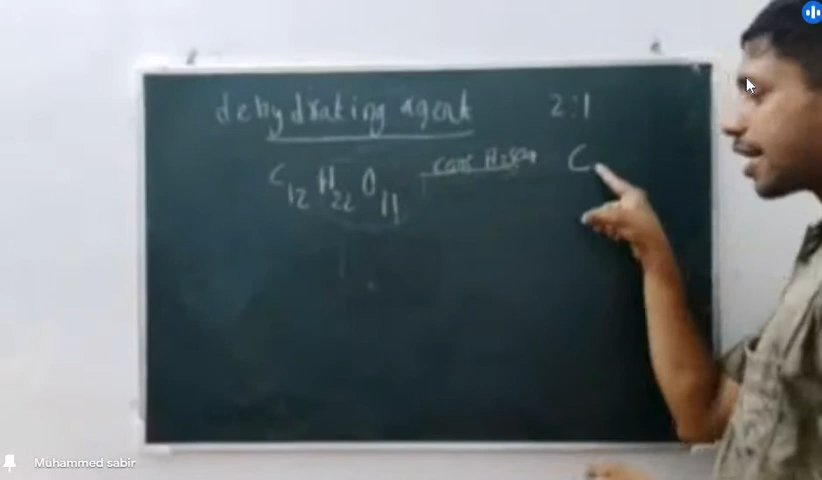 dehydrating agent 2:1
C12H22O11 conc H2SO4 C
Muhammed sabir